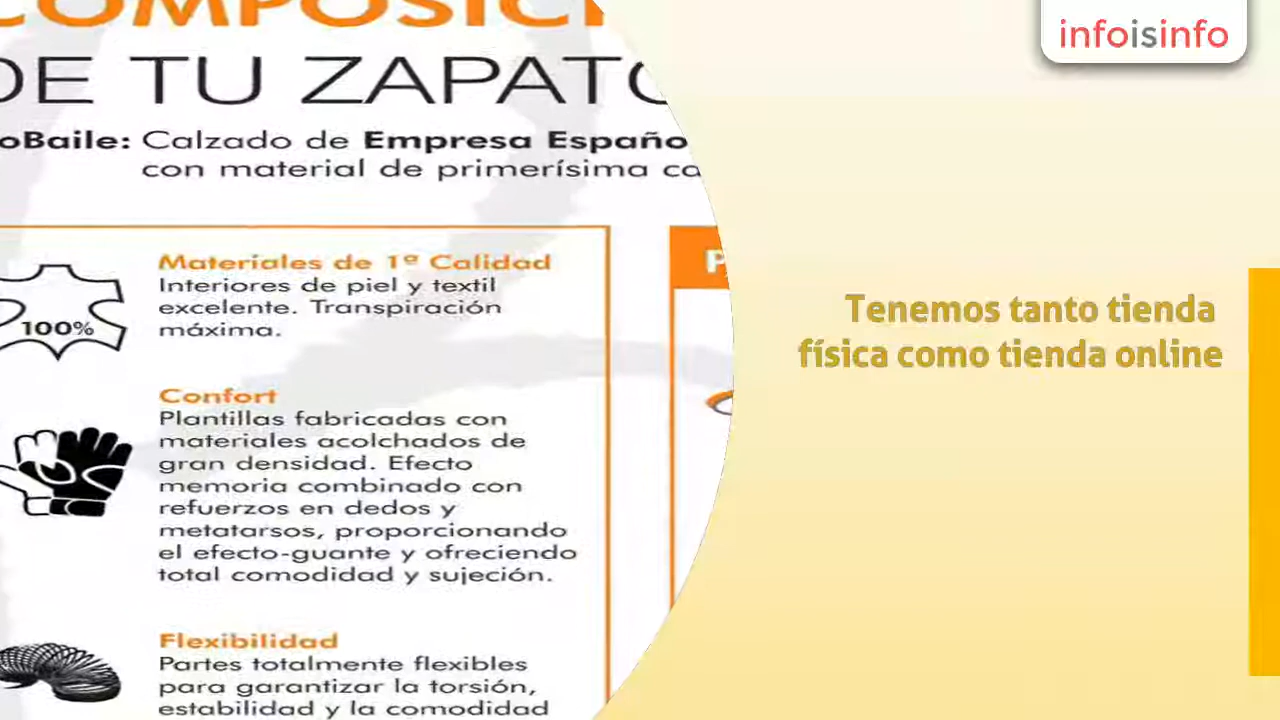 COMPOSICI
DE TU ZAPATO
oBaile: Calzado de Empresa Españo
con material de primerísima ca
Materiales de 1ª Calidad
Interiores de piel y textil
excelente. Transpiración
máxima.
100%
Confort
Plantillas fabricadas con
materiales acolchados de
gran densidad. Efecto
memoria combinado con
refuerzos en dedos y
metatarsos, proporcionando
el efecto-guante y ofreciendo
total comodidad y sujeción.
Flexibilidad
Partes totalmente flexibles
para garantizar la torsión,
estabilidad y la comodidad
P
infoisinfo
Tenemos tanto tienda
física como tienda online